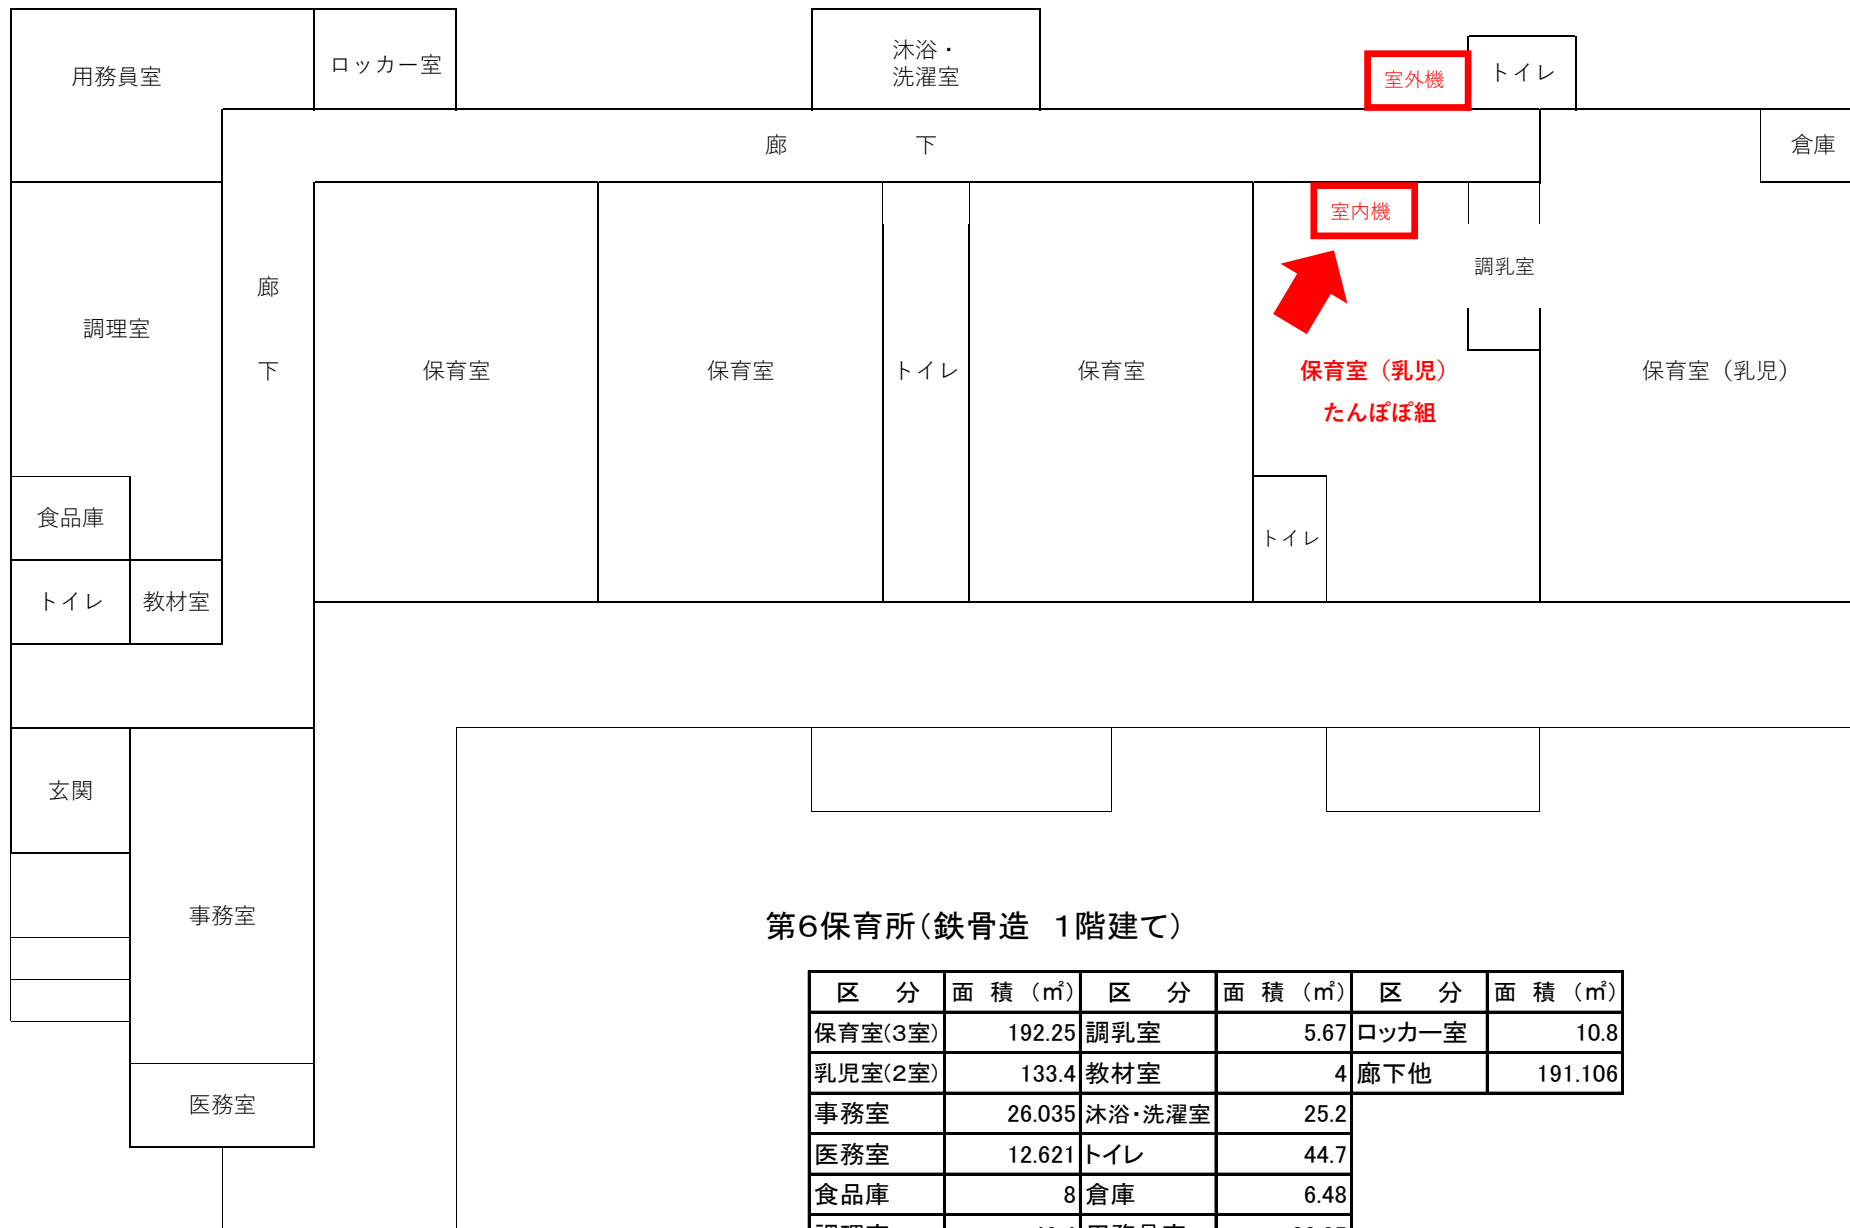 用務員室
ロッカー室
沐浴・
洗濯室
室外機
トイレ
廊　下
倉庫
室内機
調乳室
廊
下
調理室
保育室
保育室
トイレ
保育室
保育室（乳児）
たんぽぽ組
保育室（乳児）
食品庫
トイレ
トイレ
教材室
玄関
事務室
医務室
第6保育所(鉄骨造　1階建て)
区　分 面 積 (㎡) 区　分 面 積 (㎡) 区　分 面 積 (㎡)
保育室(3室) 192.25 調乳室 5.67 ロッカー室 10.8
乳児室(2室) 133.4 教材室 4 廊下他 191.106
事務室 26.035 沐浴・洗濯室 25.2
医務室 12.621 トイレ 44.7
食品庫 8 倉庫 6.48